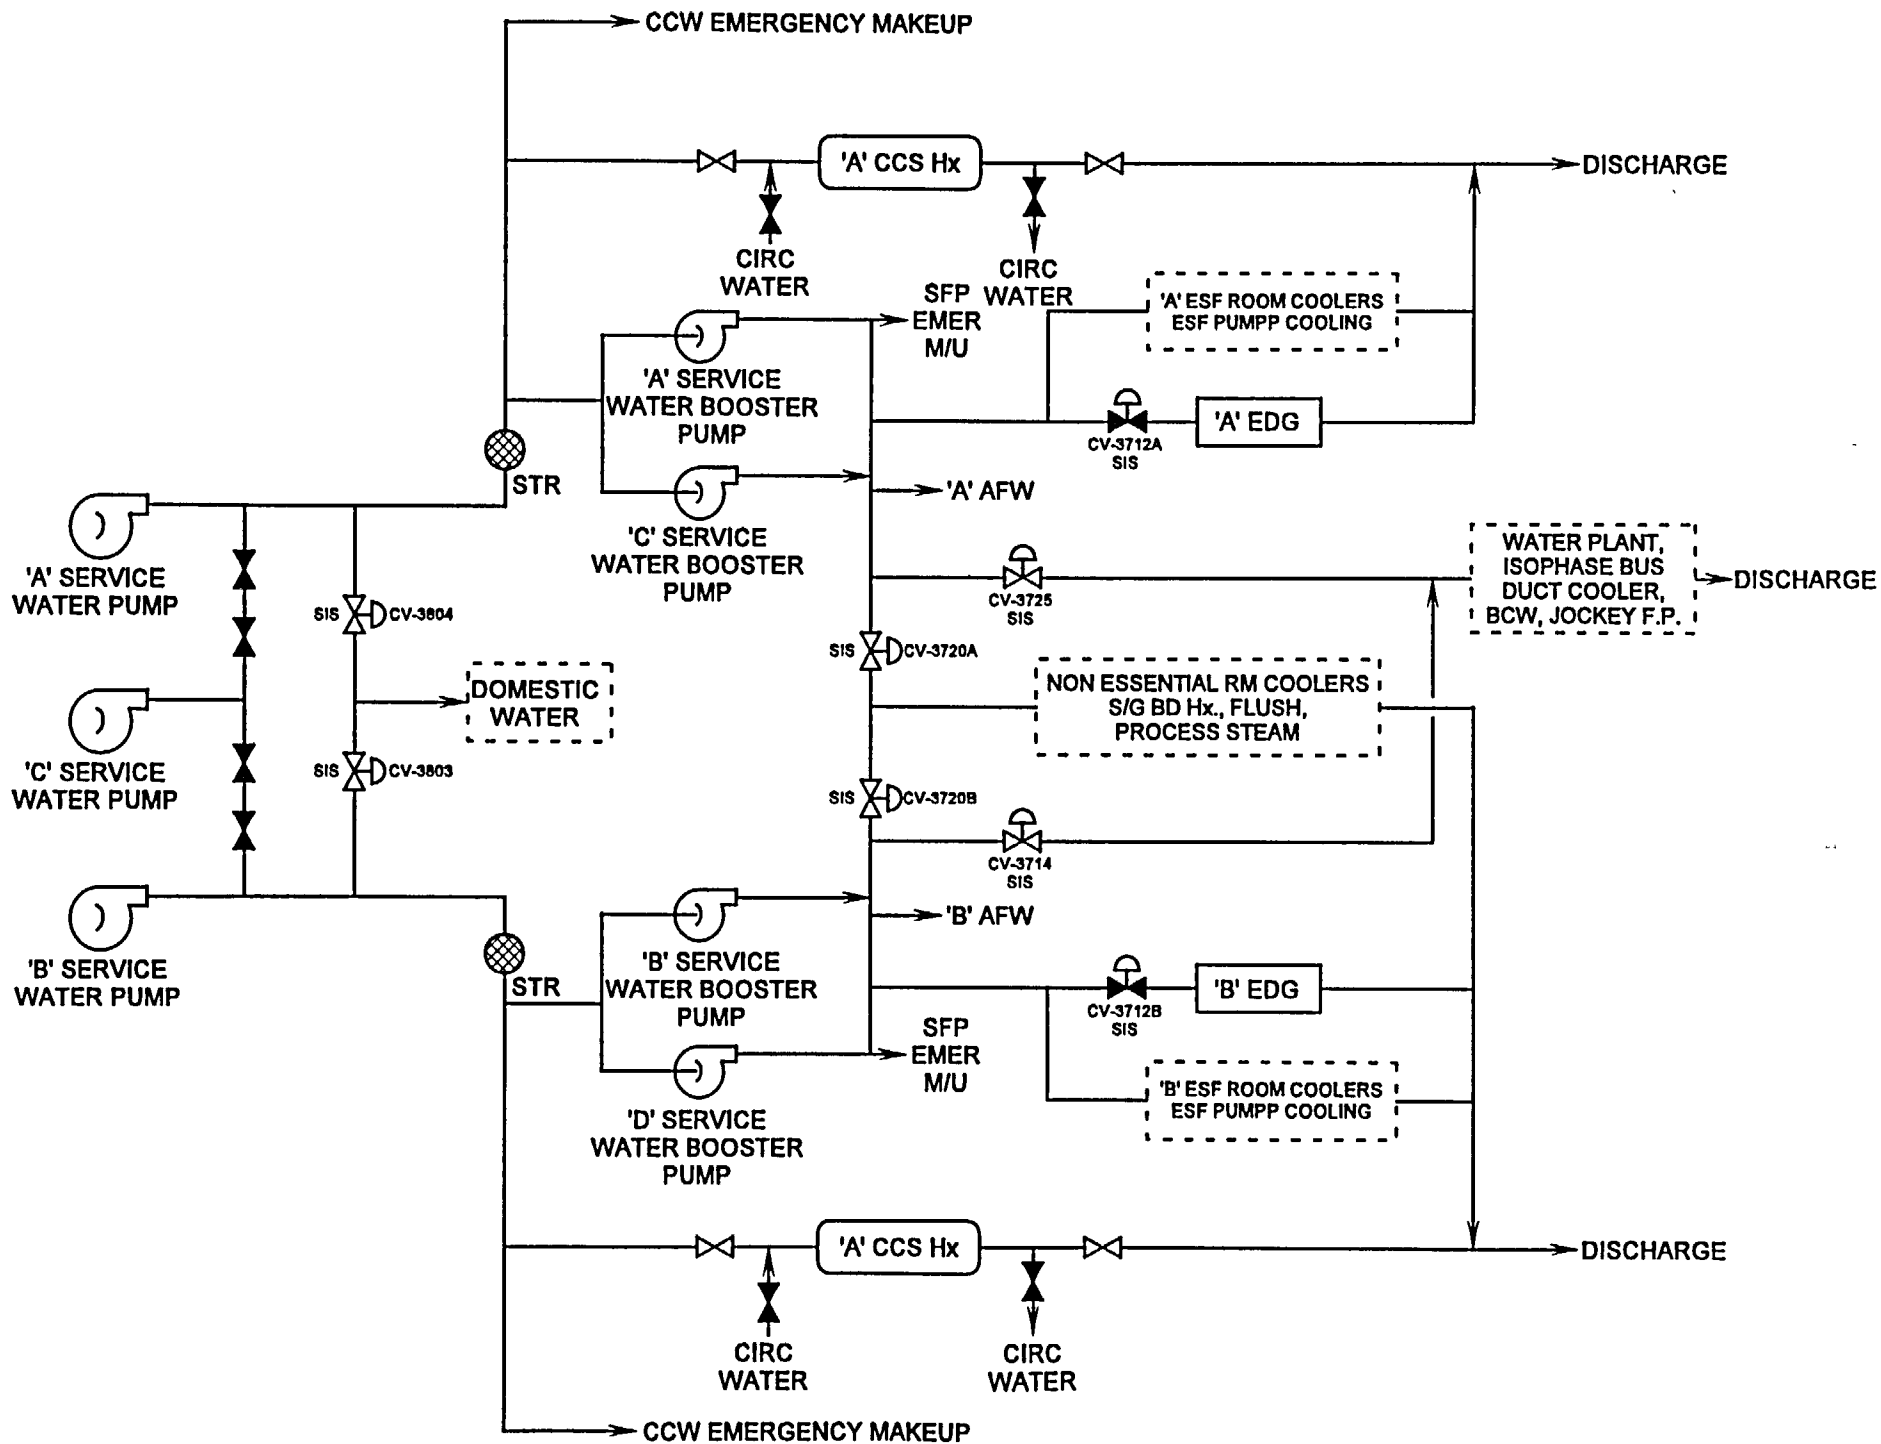 CCW EMERGENCY MAKEUP
'A' CCS Hx
DISCHARGE
CIRC
WATER
CIRC
WATER
SFP
EMER
M/U
'A' ESF ROOM COOLERS
ESF PUMPP COOLING
'A' SERVICE
WATER BOOSTER
PUMP
'A' EDG
CV-3712A
SIS
STR
'A' AFW
'C' SERVICE
WATER BOOSTER
PUMP
'A' SERVICE
WATER PUMP
SIS
CV-3804
CV-3725
SIS
WATER PLANT,
ISOPHASE BUS
DUCT COOLER,
BCW, JOCKEY F.P.
DISCHARGE
SIS
CV-3720A
DOMESTIC
WATER
NON ESSENTIAL RM COOLERS
S/G BD Hx., FLUSH,
PROCESS STEAM
'C' SERVICE
WATER PUMP
SIS
CV-3803
SIS
CV-3720B
CV-3714
SIS
'B' AFW
'B' SERVICE
WATER PUMP
STR
'B' SERVICE
WATER BOOSTER
PUMP
'B' EDG
CV-3712B
SIS
SFP
EMER
M/U
'B' ESF ROOM COOLERS
ESF PUMPP COOLING
'D' SERVICE
WATER BOOSTER
PUMP
'A' CCS Hx
DISCHARGE
CIRC
WATER
CIRC
WATER
CCW EMERGENCY MAKEUP